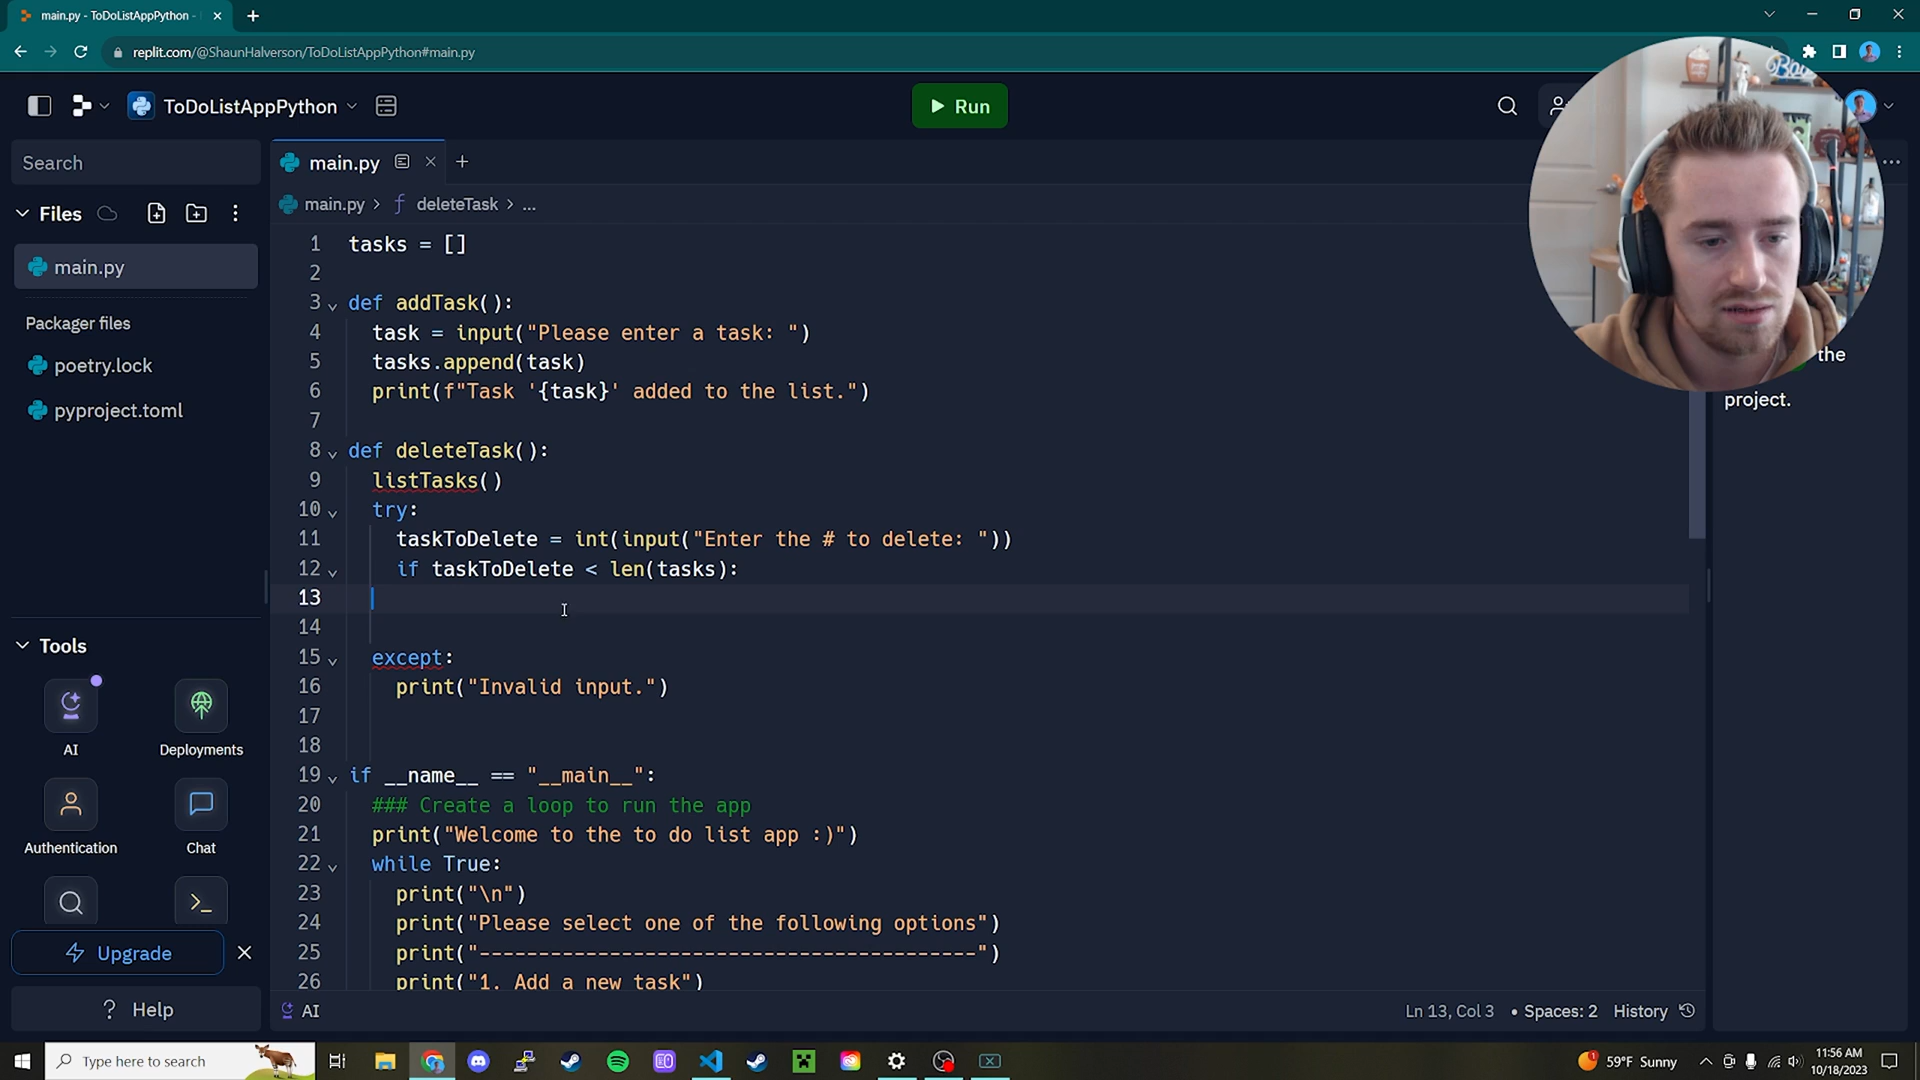 main.py - ToDoListAppPython -
replit.com/@ShaunHalverson/ToDoListAppPython#main.py
ToDoListAppPython
Run
Search
main.py
Files
main.py > deleteTask > ...
main.py
Packager files
poetry.lock
pyproject.toml
1 tasks = []
2
3 def addTask():
4 task = input("Please enter a task: ")
5 tasks.append(task)
6 print(f"Task '{task}' added to the list.")
7
8 def deleteTask():
9 listTasks()
10 try:
11 taskToDelete = int(input("Enter the # to delete: "))
12 if taskToDelete < len(tasks):
13
14
15 except:
16 print("Invalid input.")
17
18
19 if __name__ == "__main__":
20 ### Create a loop to run the app
21 print("Welcome to the to do list app :)")
22 while True:
23 print("\n")
24 print("Please select one of the following options")
25 print("------------------------------------------")
26 print("1. Add a new task")
the
project.
Tools
AI
Deployments
Authentication
Chat
Upgrade
Help
AI
Ln 13, Col 3 • Spaces: 2 History
Type here to search
59°F Sunny
11:56 AM
10/18/2023